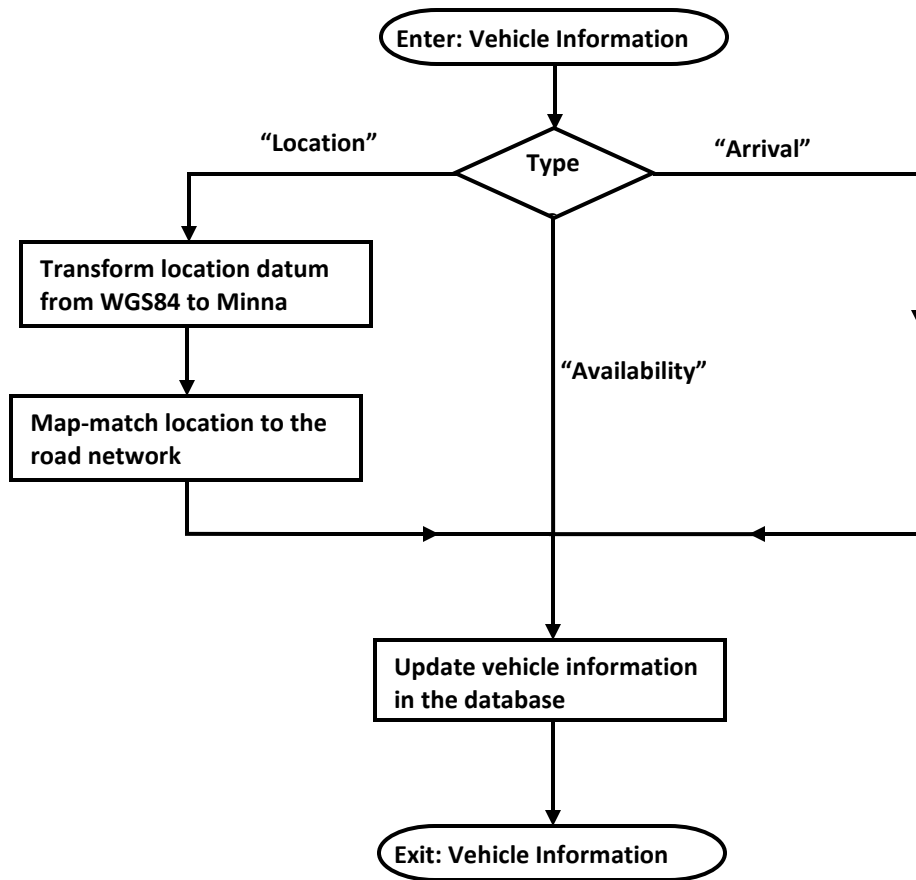 Enter: Vehicle Information
“Location”
Type
“Arrival”
Transform location datum
from WGS84 to Minna
“Availability”
Map-match location to the
road network
Update vehicle information
in the database
Exit: Vehicle Information